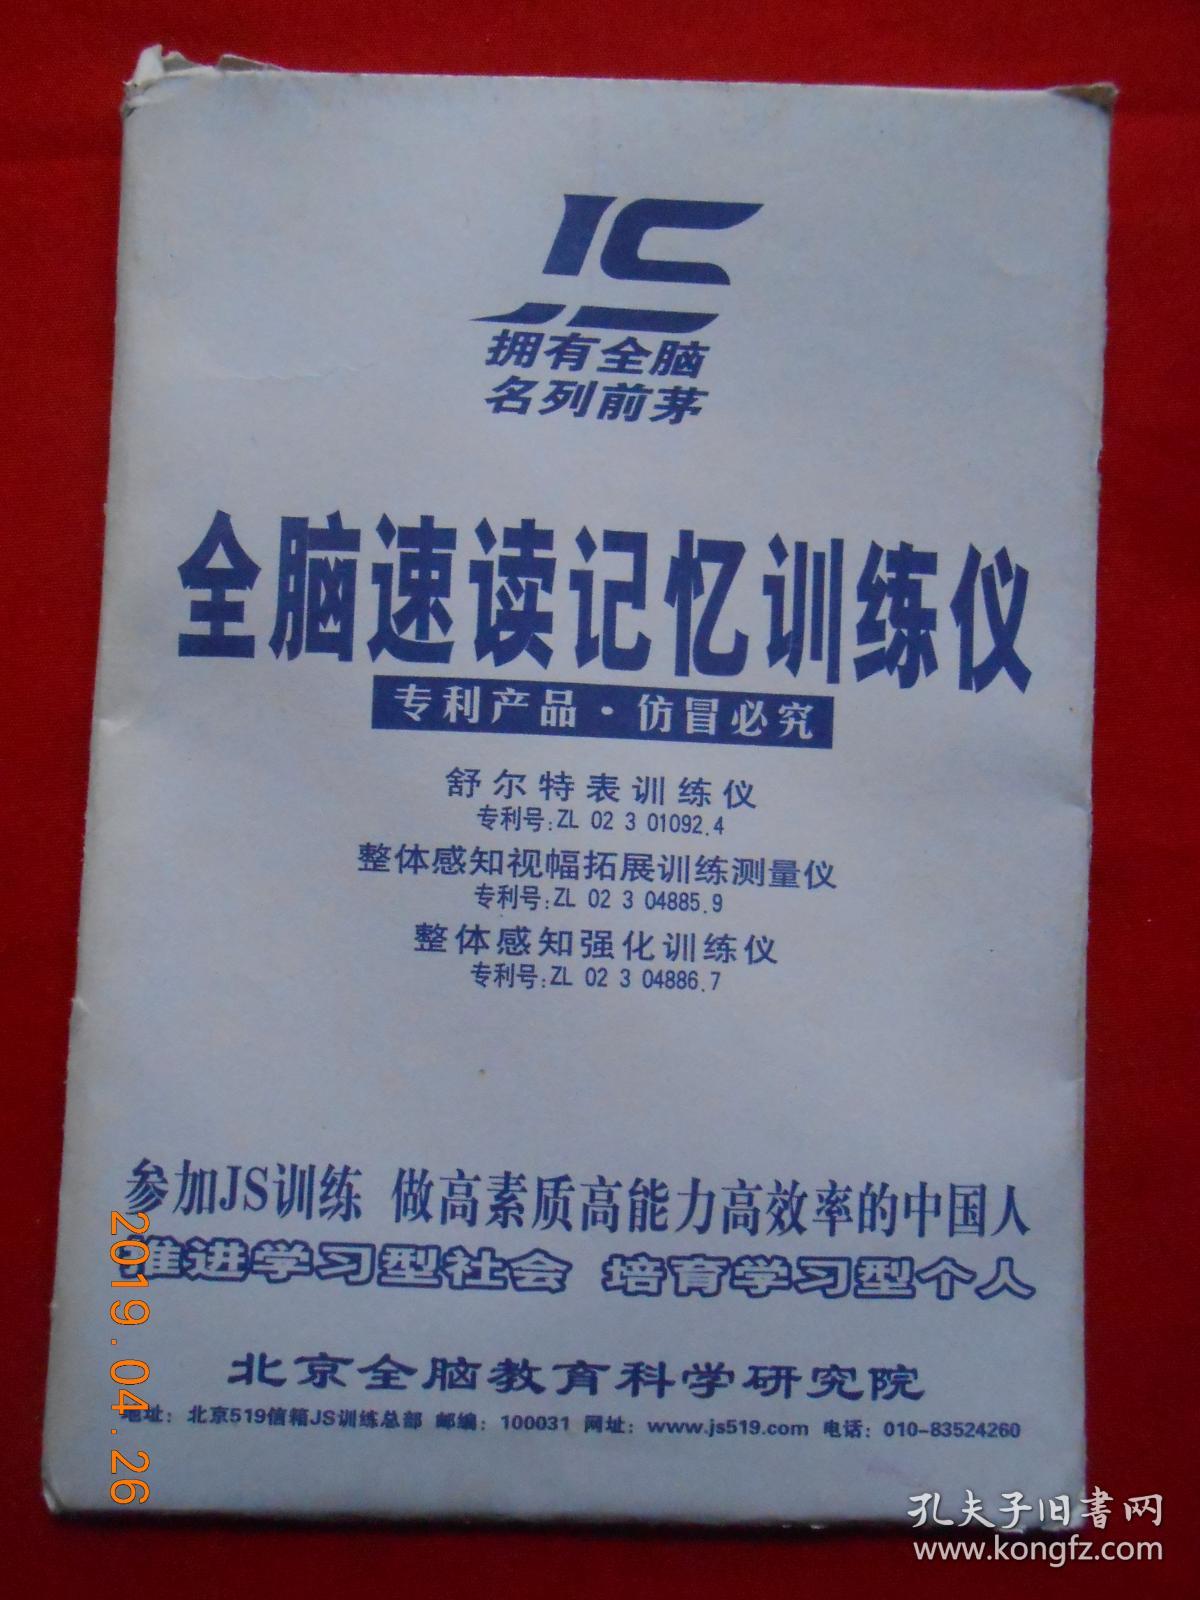 拥有全脑
名列前茅
全脑速读记忆训练仪
专利产品·仿冒必究
舒尔特表训练仪
专利号:ZL 02 3 01092.4
整体感知视幅拓展训练测量仪
专利号:ZL 02 3 04885.9
整体感知强化训练仪
专利号:ZL 02 3 04886.7
参加JS训练 做高素质高能力高效率的中国人
推进学习型社会 培育学习型个人
北京全脑教育科学研究院
地址：北京519信箱JS训练总部 邮编：100031 网址：www.js519.com 电话：010-83524260
2019.04.26
孔夫子旧书网
www.kongfz.com